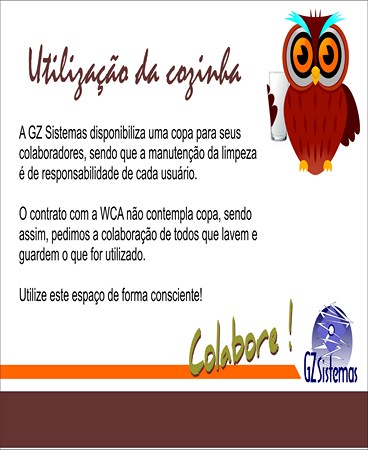 Utilização da cozinha
A GZ Sistemas disponibiliza uma copa para seus
colaboradores, sendo que a manutenção da limpeza
é de responsabilidade de cada usuário.
O contrato com a WCA não contempla copa, sendo
assim, pedimos a colaboração de todos que lavem e
guardem o que for utilizado.
Utilize este espaço de forma consciente!
Colabore !
GZ Sistemas